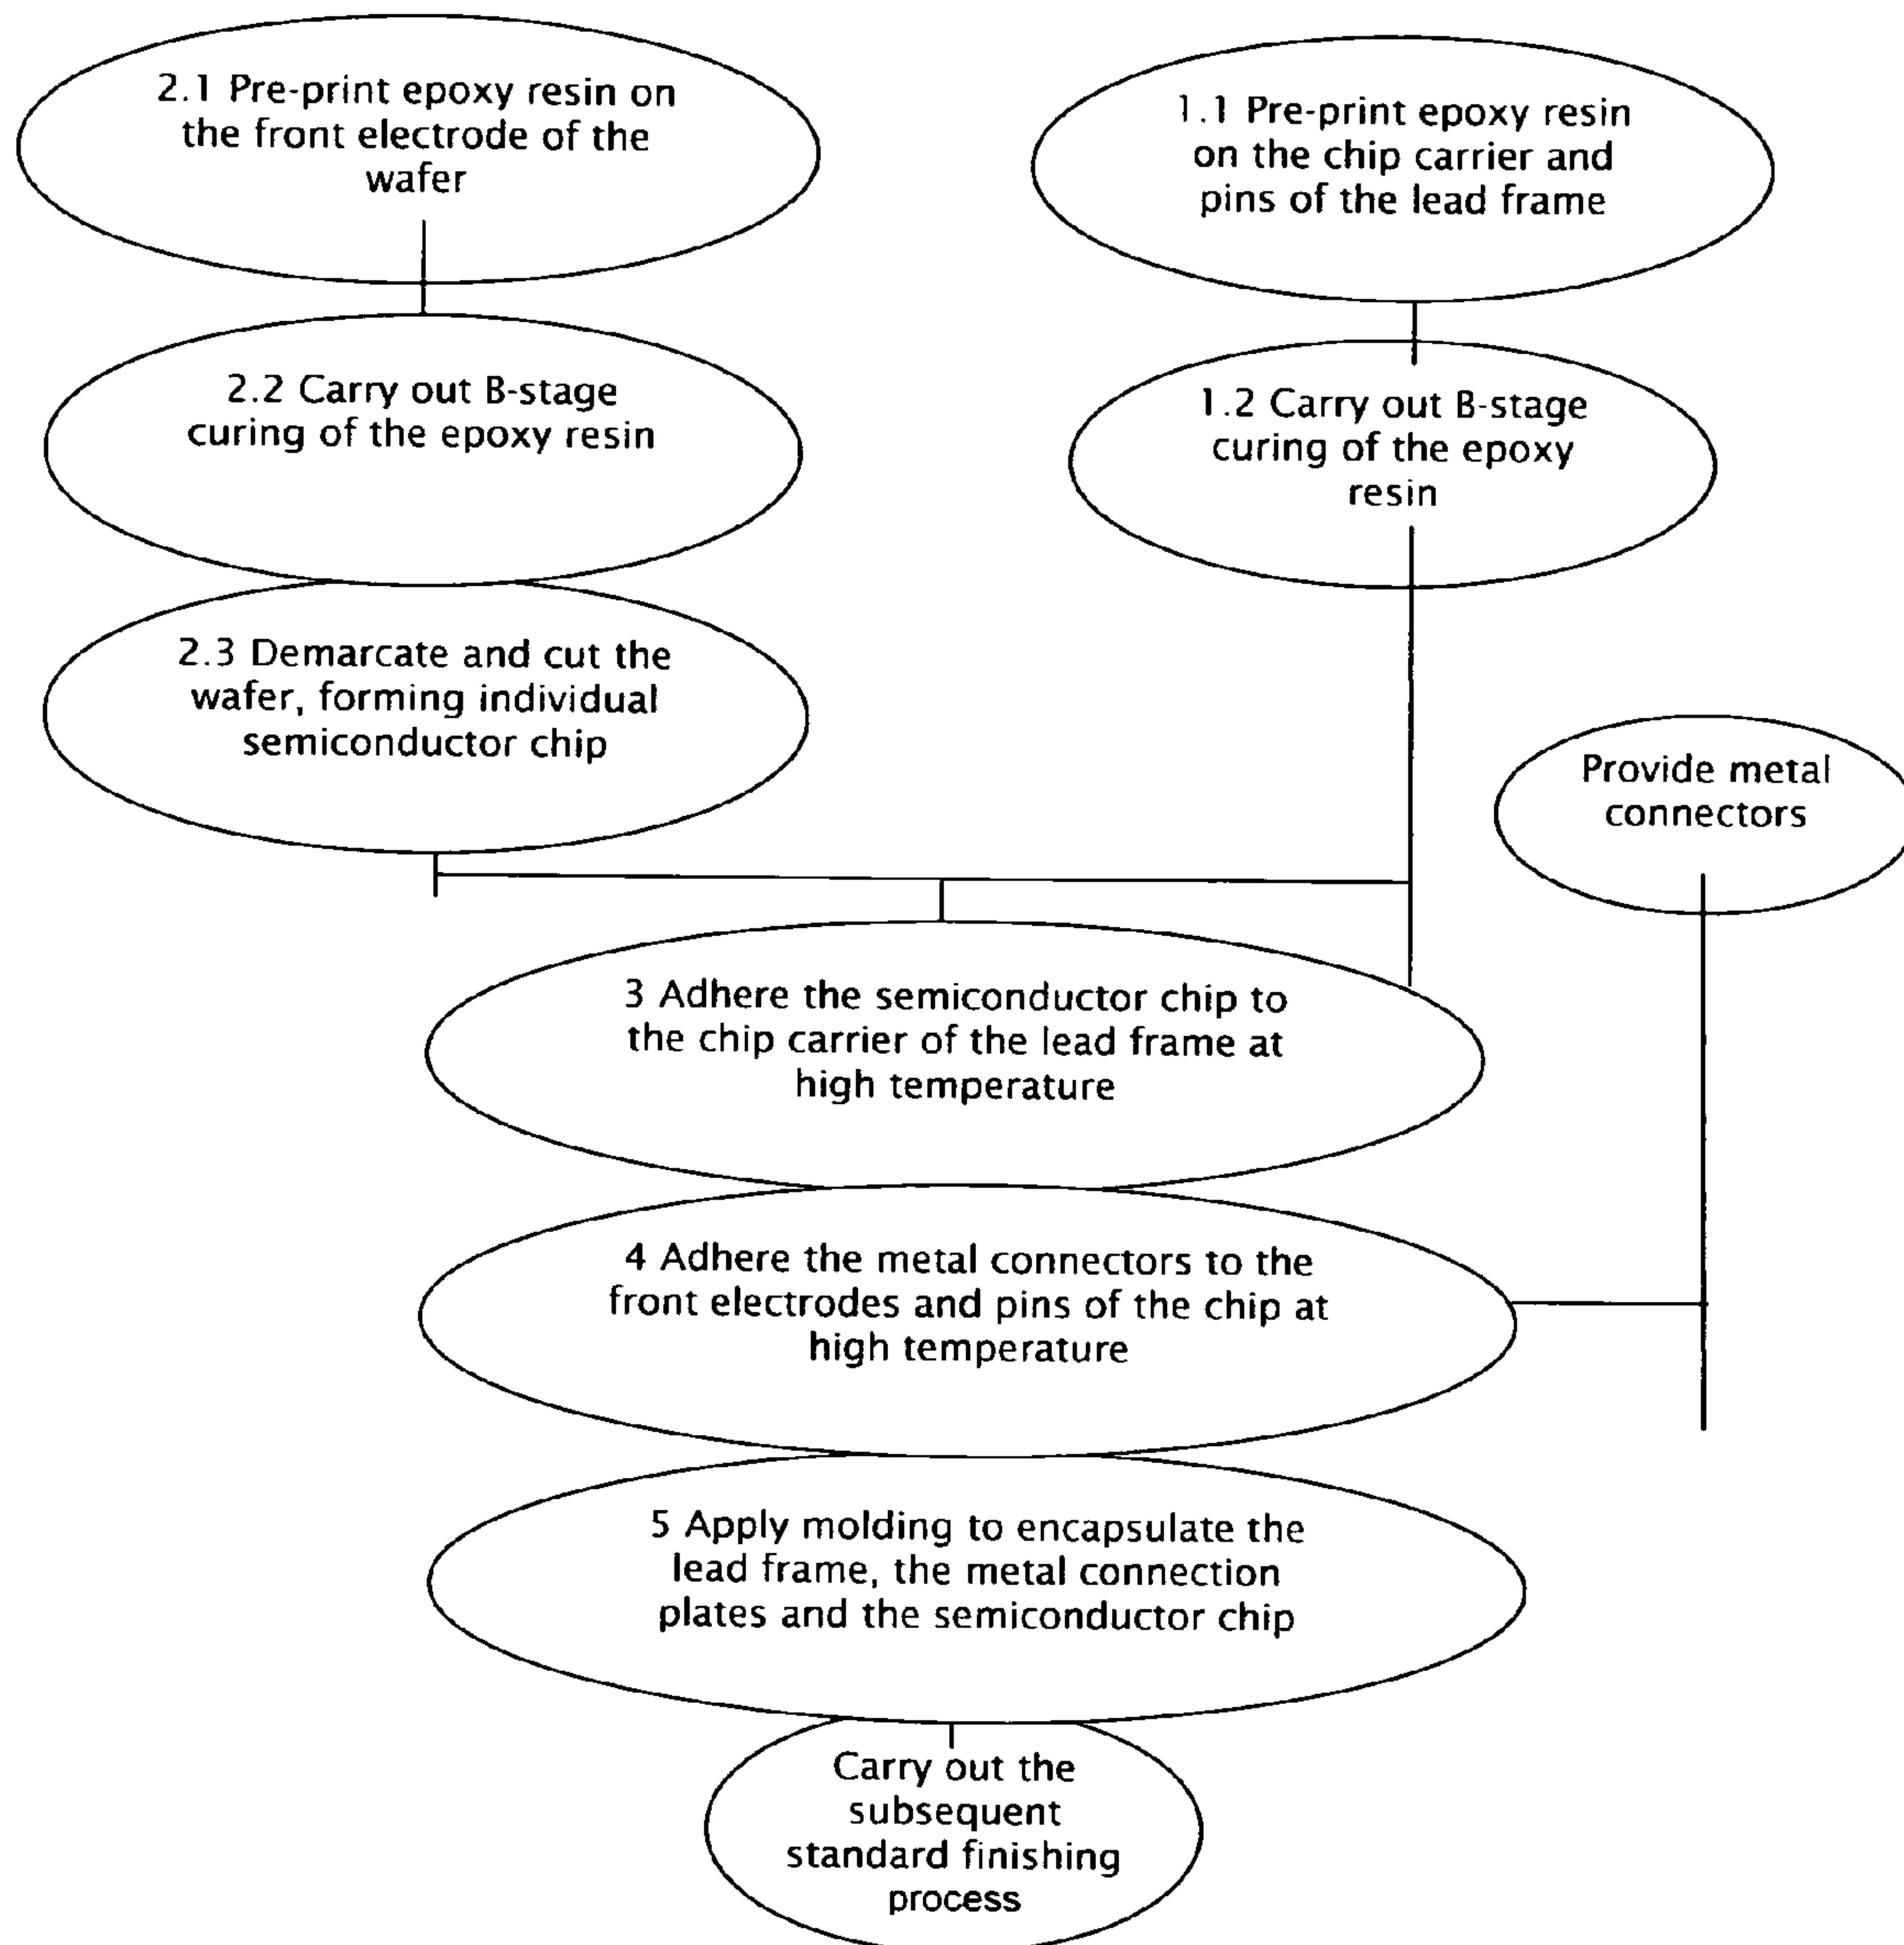 2.1 Pre-print epoxy resin on
the front electrode of the
wafer
1.1 Pre-print epoxy resin
on the chip carrier and
pins of the lead frame
2.2 Carry out B-stage
curing of the epoxy resin
1.2 Carry out B-stage
curing of the epoxy
resin
2.3 Demarcate and cut the
wafer, forming individual
semiconductor chip
Provide metal
connectors
3 Adhere the semiconductor chip to
the chip carrier of the lead frame at
high temperature
4 Adhere the metal connectors to the
front electrodes and pins of the chip at
high temperature
5 Apply molding to encapsulate the
lead frame, the metal connection
plates and the semiconductor chip
Carry out the
subsequent
standard finishing
process